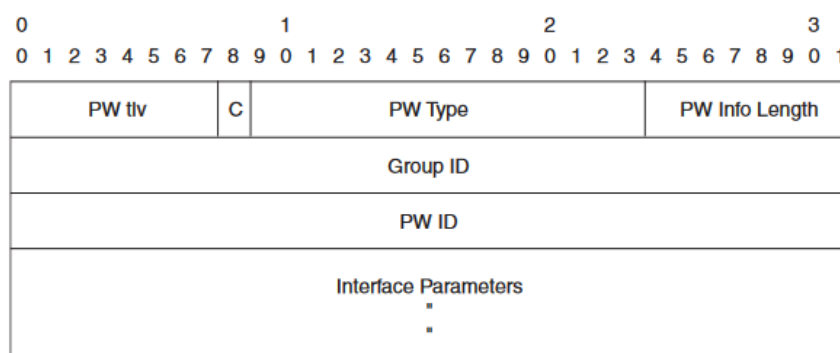 0 1 2 3
0 1 2 3 4 5 6 7 8 9 0 1 2 3 4 5 6 7 8 9 0 1 2 3 4 5 6 7 8 9 0 1
PW tlv C PW Type PW Info Length
Group ID
PW ID
Interface Parameters
"
"